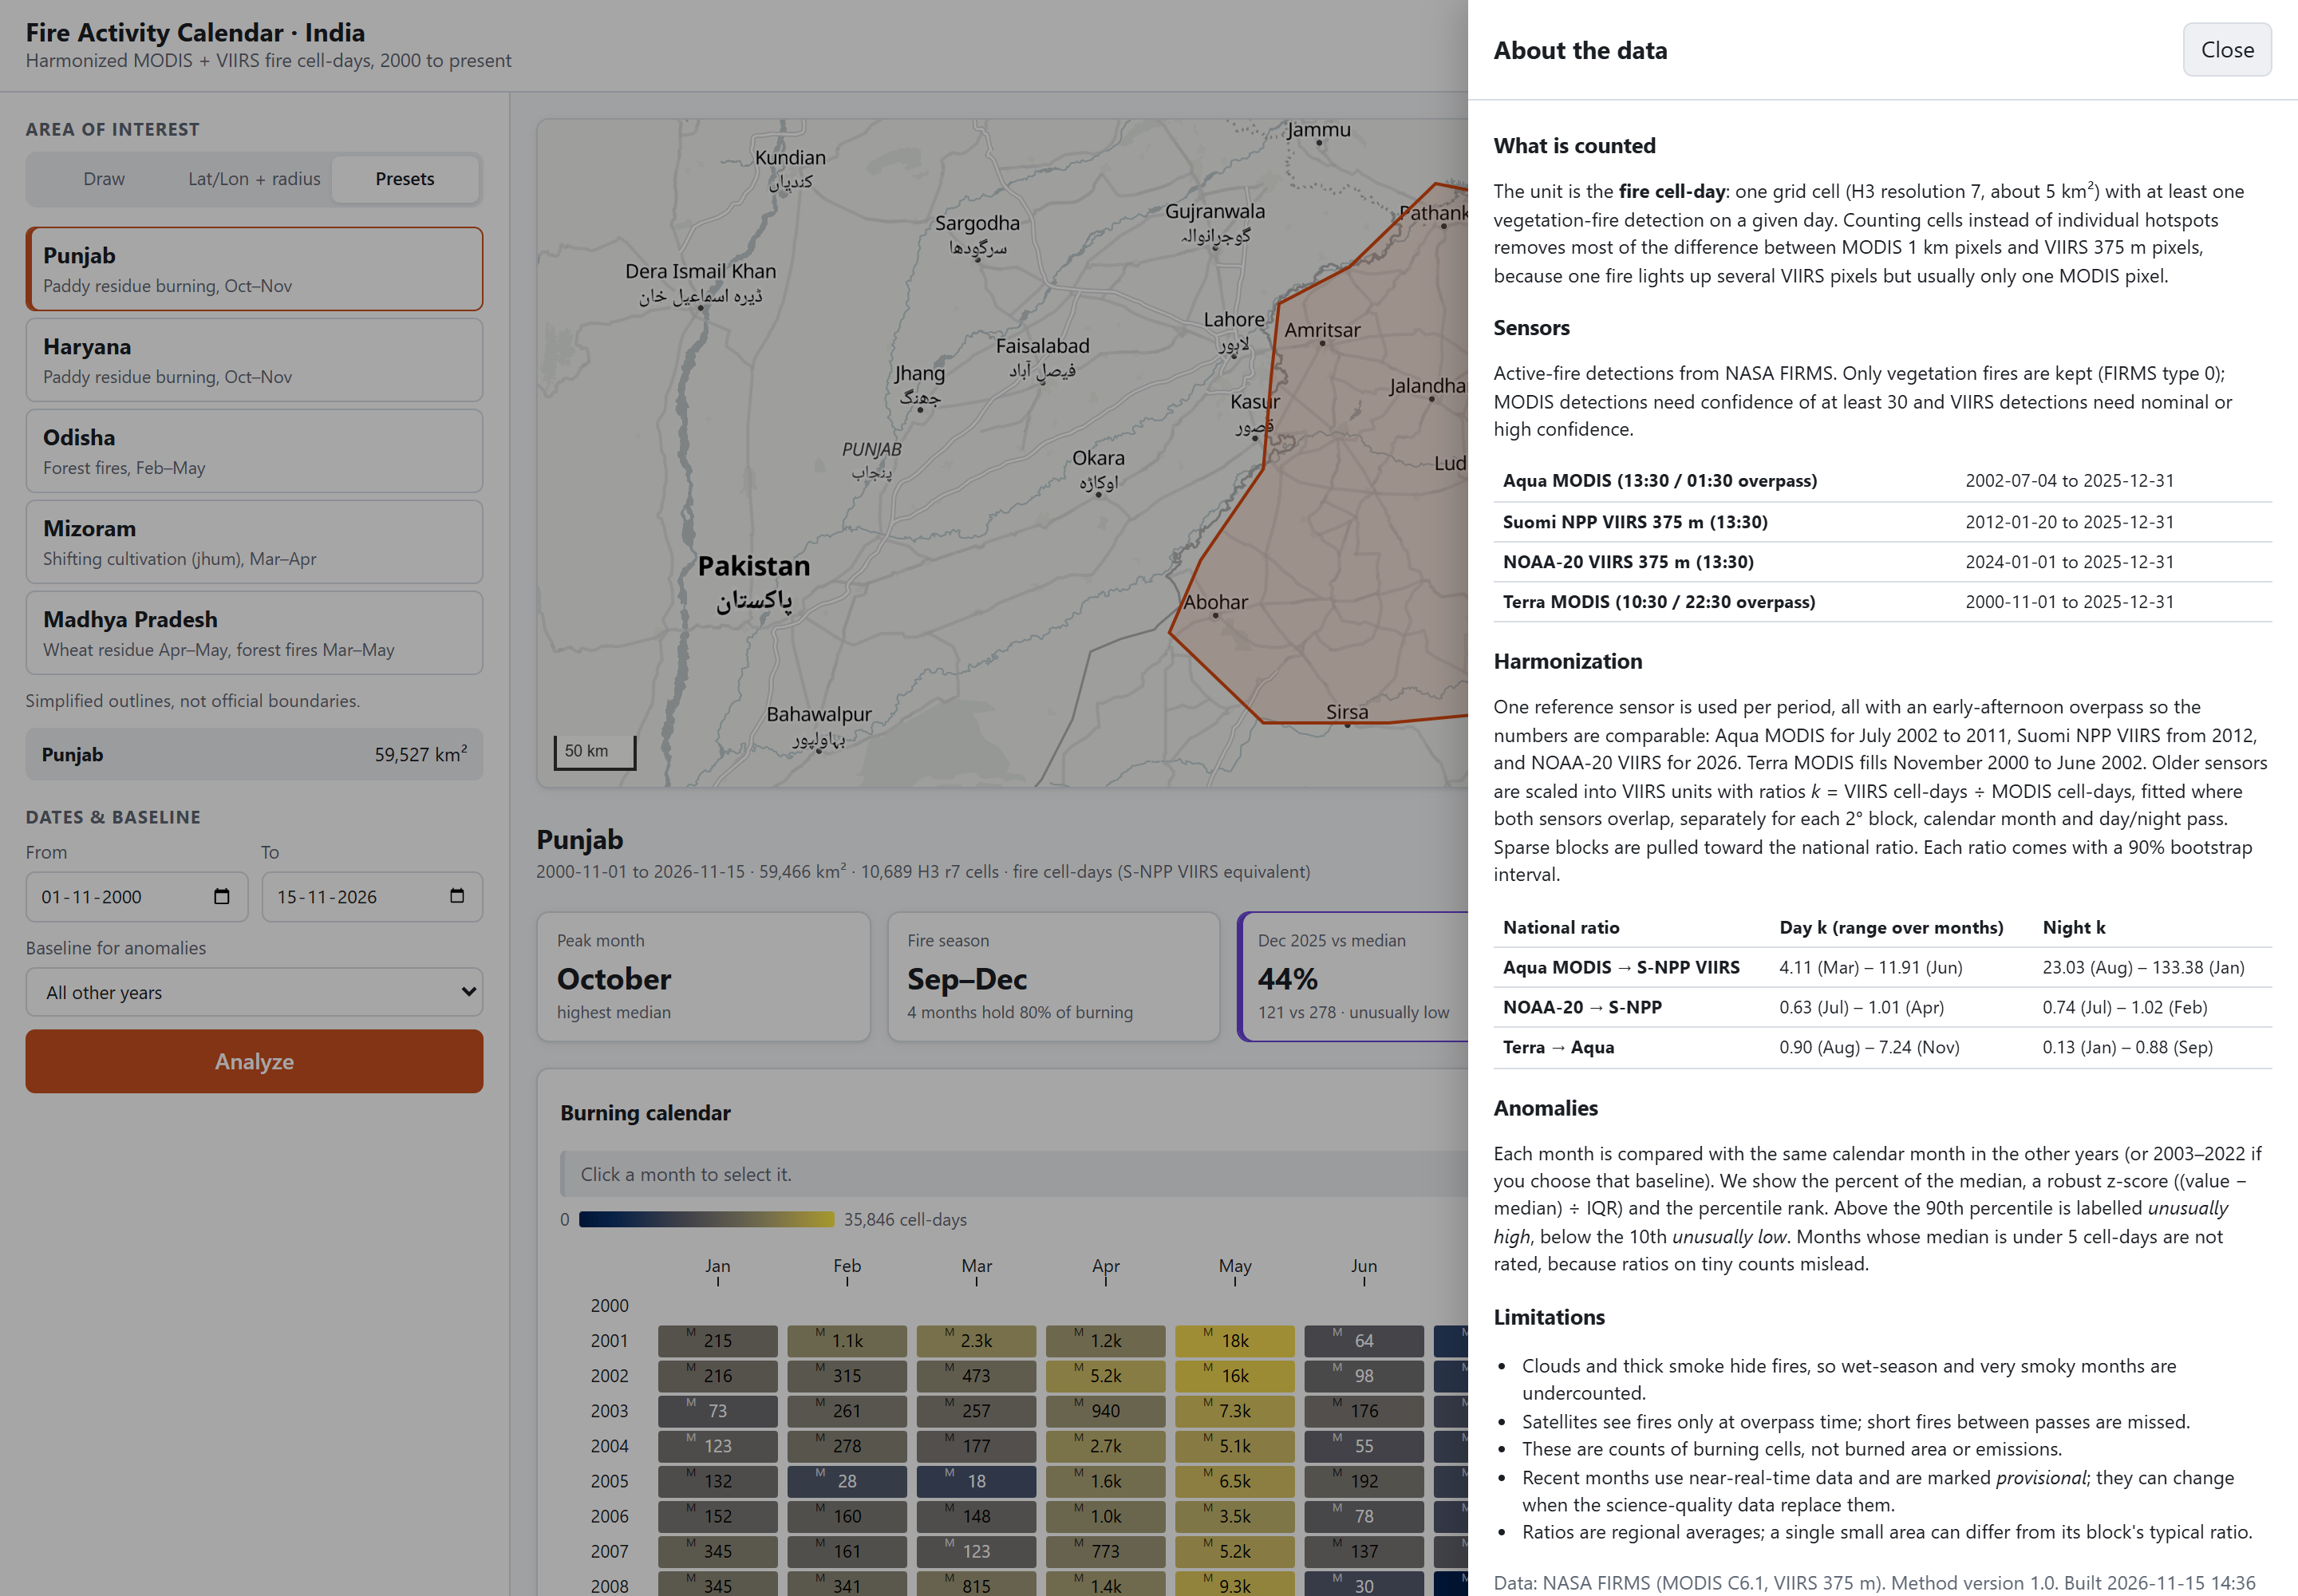 Fire Activity Calendar · India
Harmonized MODIS + VIIRS fire cell-days, 2000 to present
AREA OF INTEREST
Draw
Lat/Lon + radius
Presets
Punjab
Paddy residue burning, Oct–Nov
Haryana
Paddy residue burning, Oct–Nov
Odisha
Forest fires, Feb–May
Mizoram
Shifting cultivation (jhum), Mar–Apr
Madhya Pradesh
Wheat residue Apr–May, forest fires Mar–May
Simplified outlines, not official boundaries.
Punjab 59,527 km²
DATES & BASELINE
From To
01-11-2000 15-11-2026
Baseline for anomalies
All other years
Analyze
Jammu
Kundian
کندیاں
Pathank
Sargodha
سرگودها
Gujranwala
گوجرانوالہ
Dera Ismail Khan
ڈیرہ اسماعیل خان
Lahore
لاہور
Amritsar
Faisalabad
فیصل آباد
Jhang
جھنگ
Jalandha
Kasur
قصور
PUNJAB
پنجاب
Okara
اوکاڑہ
Lud
Pakistan
پاکستان
Abohar
Bahawalpur
بہاولپور
Sirsa
50 km
Punjab
2000-11-01 to 2026-11-15 · 59,466 km² · 10,689 H3 r7 cells · fire cell-days (S-NPP VIIRS equivalent)
Peak month
October
highest median
Fire season
Sep–Dec
4 months hold 80% of burning
Dec 2025 vs median
44%
121 vs 278 · unusually low
Burning calendar
Click a month to select it.
0 35,846 cell-days
Jan Feb Mar Apr May Jun
2000
2001 M 215 M 1.1k M 2.3k M 1.2k M 18k M 64 M
2002 M 216 M 315 M 473 M 5.2k M 16k M 98 M
2003 M 73 M 261 M 257 M 940 M 7.3k M 176 M
2004 M 123 M 278 M 177 M 2.7k M 5.1k M 55 M
2005 M 132 M 28 M 18 M 1.6k M 6.5k M 192 M
2006 M 152 M 160 M 148 M 1.0k M 3.5k M 78 M
2007 M 345 M 161 M 123 M 773 M 5.2k M 137 M
2008 M 345 M 341 M 815 M 1.4k M 9.3k M 30 M
About the data
Close
What is counted
The unit is the fire cell-day: one grid cell (H3 resolution 7, about 5 km²) with at least one
vegetation-fire detection on a given day. Counting cells instead of individual hotspots
removes most of the difference between MODIS 1 km pixels and VIIRS 375 m pixels,
because one fire lights up several VIIRS pixels but usually only one MODIS pixel.
Sensors
Active-fire detections from NASA FIRMS. Only vegetation fires are kept (FIRMS type 0);
MODIS detections need confidence of at least 30 and VIIRS detections need nominal or
high confidence.
Aqua MODIS (13:30 / 01:30 overpass) 2002-07-04 to 2025-12-31
Suomi NPP VIIRS 375 m (13:30) 2012-01-20 to 2025-12-31
NOAA-20 VIIRS 375 m (13:30) 2024-01-01 to 2025-12-31
Terra MODIS (10:30 / 22:30 overpass) 2000-11-01 to 2025-12-31
Harmonization
One reference sensor is used per period, all with an early-afternoon overpass so the
numbers are comparable: Aqua MODIS for July 2002 to 2011, Suomi NPP VIIRS from 2012,
and NOAA-20 VIIRS for 2026. Terra MODIS fills November 2000 to June 2002. Older sensors
are scaled into VIIRS units with ratios k = VIIRS cell-days ÷ MODIS cell-days, fitted where
both sensors overlap, separately for each 2° block, calendar month and day/night pass.
Sparse blocks are pulled toward the national ratio. Each ratio comes with a 90% bootstrap
interval.
National ratio Day k (range over months) Night k
Aqua MODIS → S-NPP VIIRS 4.11 (Mar) – 11.91 (Jun) 23.03 (Aug) – 133.38 (Jan)
NOAA-20 → S-NPP 0.63 (Jul) – 1.01 (Apr) 0.74 (Jul) – 1.02 (Feb)
Terra → Aqua 0.90 (Aug) – 7.24 (Nov) 0.13 (Jan) – 0.88 (Sep)
Anomalies
Each month is compared with the same calendar month in the other years (or 2003–2022 if
you choose that baseline). We show the percent of the median, a robust z-score ((value −
median) ÷ IQR) and the percentile rank. Above the 90th percentile is labelled unusually
high, below the 10th unusually low. Months whose median is under 5 cell-days are not
rated, because ratios on tiny counts mislead.
Limitations
• Clouds and thick smoke hide fires, so wet-season and very smoky months are
undercounted.
• Satellites see fires only at overpass time; short fires between passes are missed.
• These are counts of burning cells, not burned area or emissions.
• Recent months use near-real-time data and are marked provisional; they can change
when the science-quality data replace them.
• Ratios are regional averages; a single small area can differ from its block's typical ratio.
Data: NASA FIRMS (MODIS C6.1, VIIRS 375 m). Method version 1.0. Built 2026-11-15 14:36